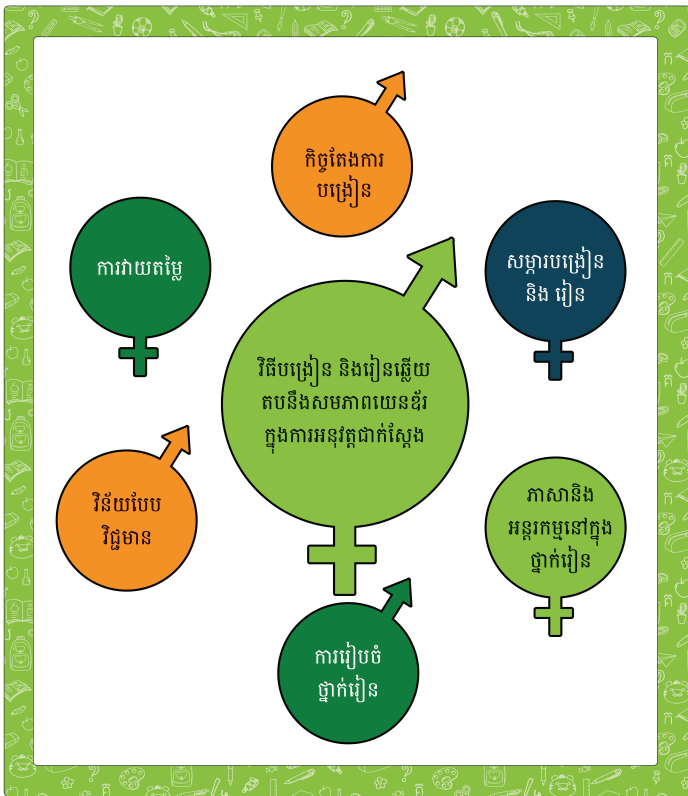 កិច្ចតែងការ
បង្រៀន
ការវាយតម្លៃ
សម្ភារបង្រៀន
និង រៀន
វិធីបង្រៀន និងរៀនឆ្លើយ
តបនឹងសមភាពយេនឌ័រ
ក្នុងការអនុវត្តជាក់ស្តែង
វិន័យបែប
វិជ្ជមាន
ភាសានិង
អន្តរកម្មនៅក្នុង
ថ្នាក់រៀន
ការរៀបចំ
ថ្នាក់រៀន